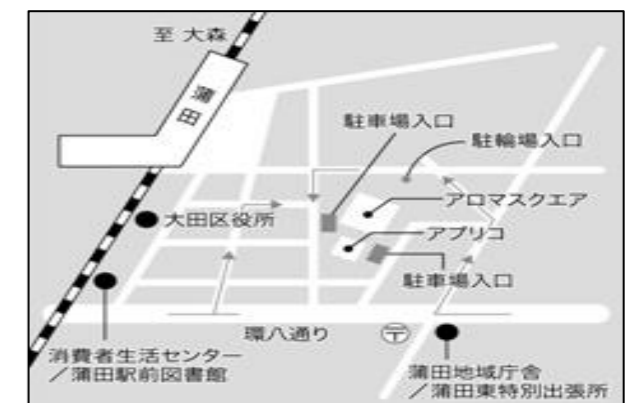 至 大森
蒲田
駐車場入口
駐輪場入口
アロマスクエア
大田区役所
アプリコ
駐車場入口
環八通り
〒
消費者生活センター
／蒲田駅前図書館
蒲田地域庁舎
／蒲田東特別出張所